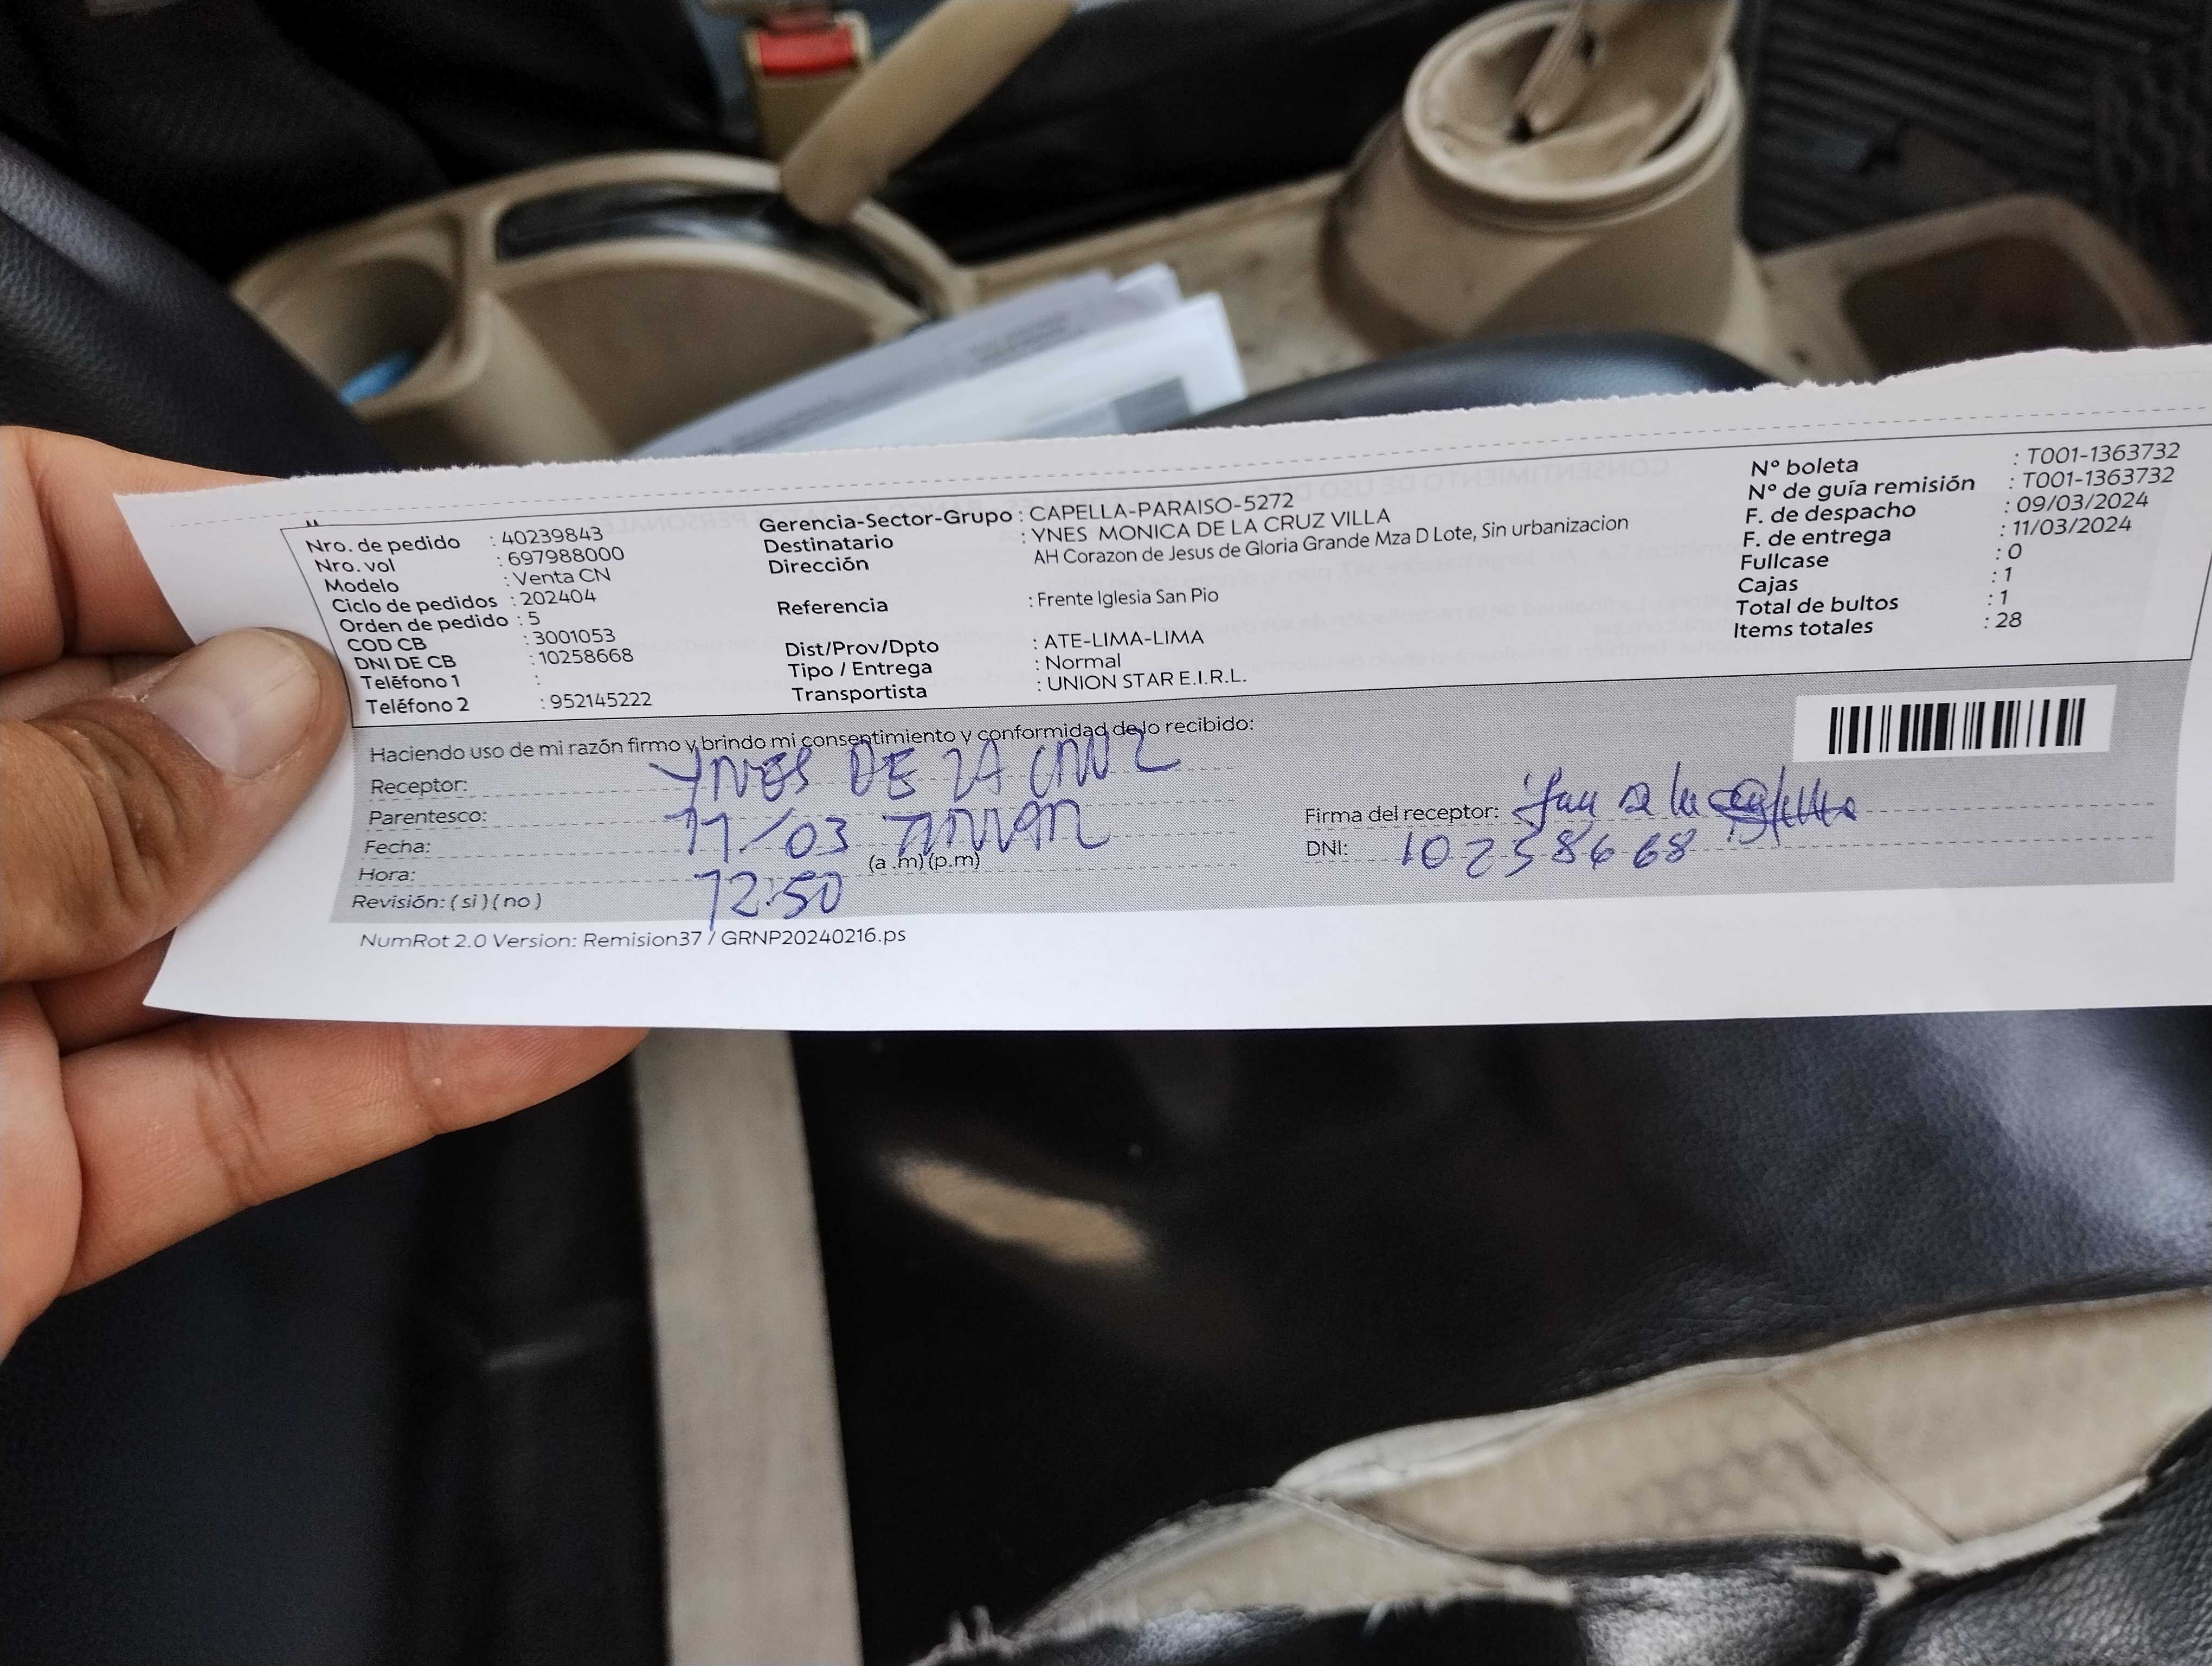 Nro. de pedido : 40239843
Nro. vol : 697988000
Modelo : Venta CN
Ciclo de pedidos : 202404
Orden de pedido : 5
COD CB : 3001053
DNI DE CB : 10258668
Teléfono 1 :
Teléfono 2 : 952145222
Gerencia-Sector-Grupo : CAPELLA-PARAISO-5272
Destinatario : YNES MONICA DE LA CRUZ VILLA
Dirección AH Corazon de Jesus de Gloria Grande Mza D Lote, Sin urbanizacion
Referencia : Frente Iglesia San Pio
Dist/Prov/Dpto : ATE-LIMA-LIMA
Tipo / Entrega : Normal
Transportista : UNION STAR E.I.R.L.
N° boleta : T001-1363732
N° de guía remisión : T001-1363732
F. de despacho : 09/03/2024
F. de entrega : 11/03/2024
Fullcase : 0
Cajas : 1
Total de bultos : 1
Items totales : 28
Haciendo uso de mi razón firmo y brindo mi consentimiento y conformidad de lo recibido:
Receptor: YNES DE LA CRUZ
Parentesco:
Fecha: 11/03
Hora: 12:50 (a .m) (p.m)
Revisión: ( si ) ( no )
Firma del receptor:
DNI: 10258668
NumRot 2.0 Version: Remision37 / GRNP20240216.ps